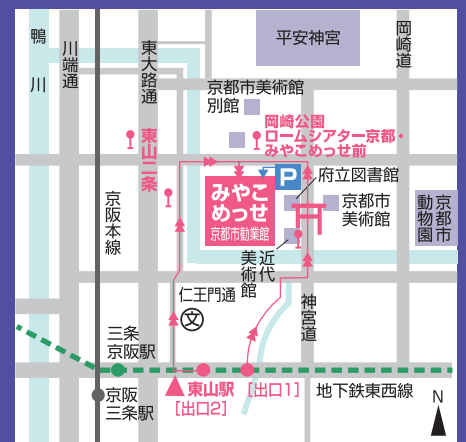 鴨川
川端通
東大路通
平安神宮
岡崎道
京都市美術館
別館
岡崎公園
ロームシアター京都・
みやこめっせ前
東山二条
P
府立図書館
みやこ
めっせ
京都市勧業館
京都市
美術館
京都市
動物園
京阪本線
近代
美術館
仁王門通
文
神宮道
三条
京阪駅
東山駅
[出口1]
[出口2]
地下鉄東西線
京阪
三条駅
N